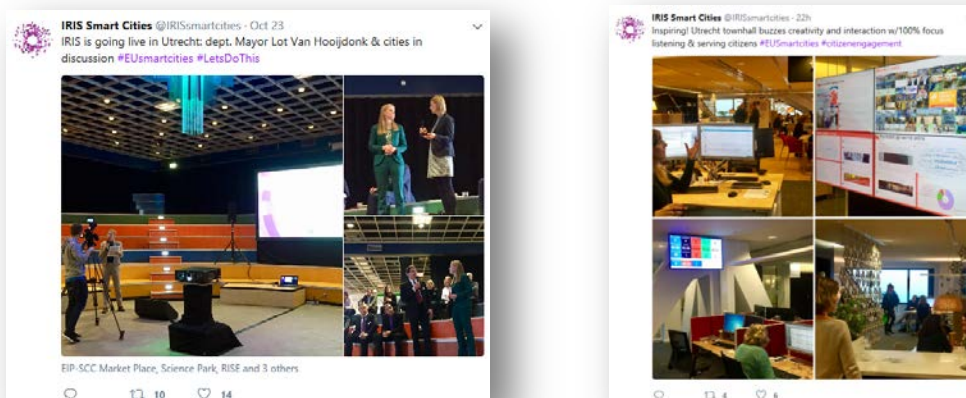 IRIS Smart Cities @IRISsmartcities · Oct 23
IRIS is going live in Utrecht: dept. Mayor Lot Van Hooijdonk & cities in
discussion #EUsmartcities #LetsDoThis
EIP-SCC Market Place, Science Park, RISE and 3 others
10 14
IRIS Smart Cities @IRISsmartcities · 22h
Inspiring! Utrecht townhall buzzes creativity and interaction w/100% focus
listening & serving citizens #EUSmartcities #citizenengagement
4 6